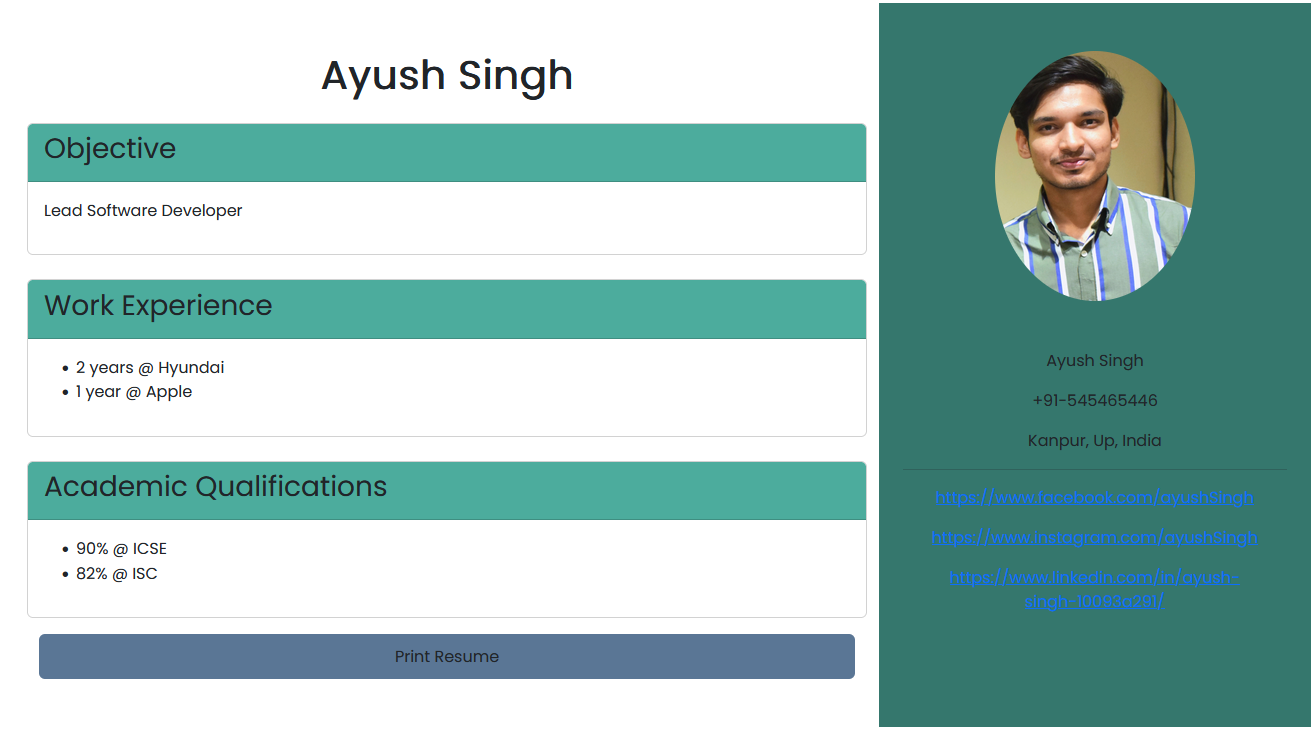 Ayush Singh
Objective
Lead Software Developer
Work Experience
2 years @ Hyundai
1 year @ Apple
Academic Qualifications
90% @ ICSE
82% @ ISC
Print Resume
Ayush Singh
+91-545465446
Kanpur, Up, India
https://www.facebook.com/ayushSingh
https://www.instagram.com/ayushSingh
https://www.linkedin.com/in/ayush-
singh-10093a291/